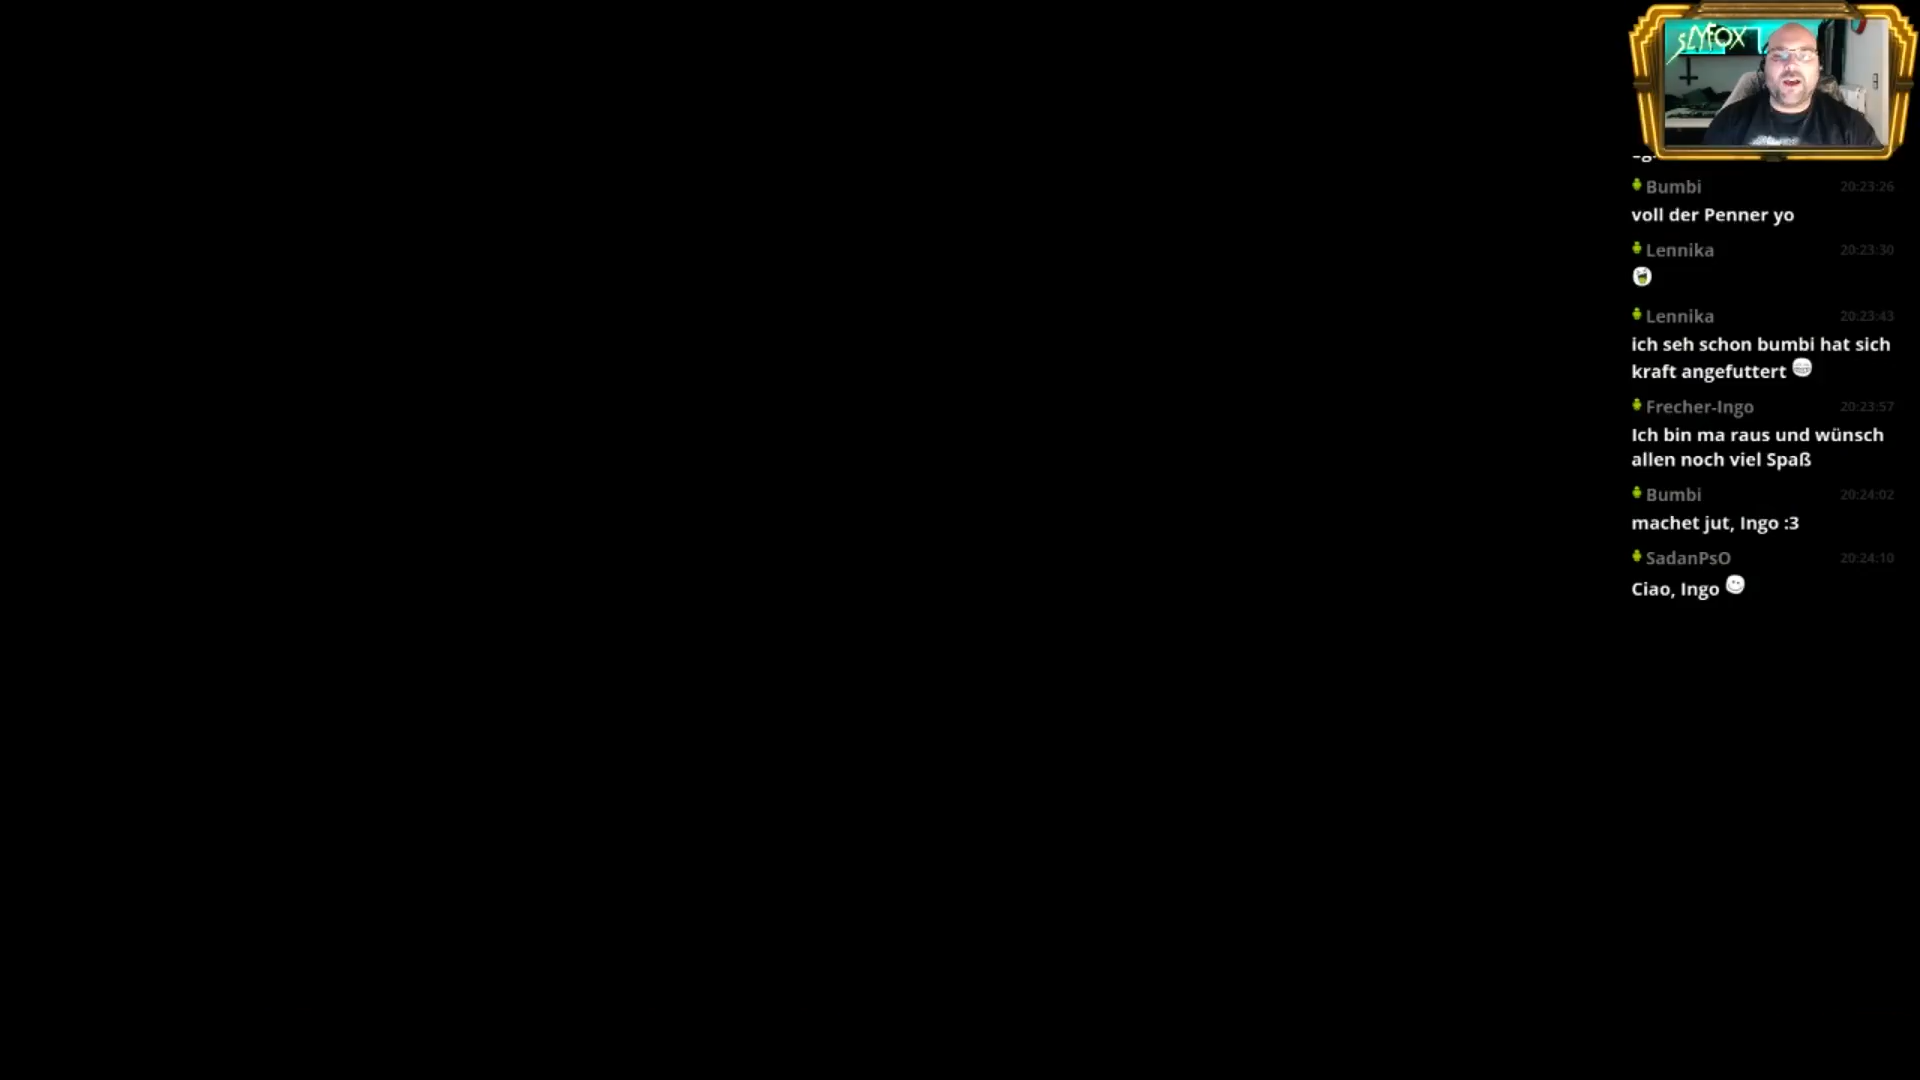 SLYFOX
Bumbi 20:23:26
voll der Penner yo
Lennika 20:23:30
Lennika 20:23:43
ich seh schon bumbi hat sich
kraft angefuttert
Frecher-Ingo 20:23:57
Ich bin ma raus und wünsch
allen noch viel Spaß
Bumbi 20:24:02
machet jut, Ingo :3
SadanPsO 20:24:10
Ciao, Ingo